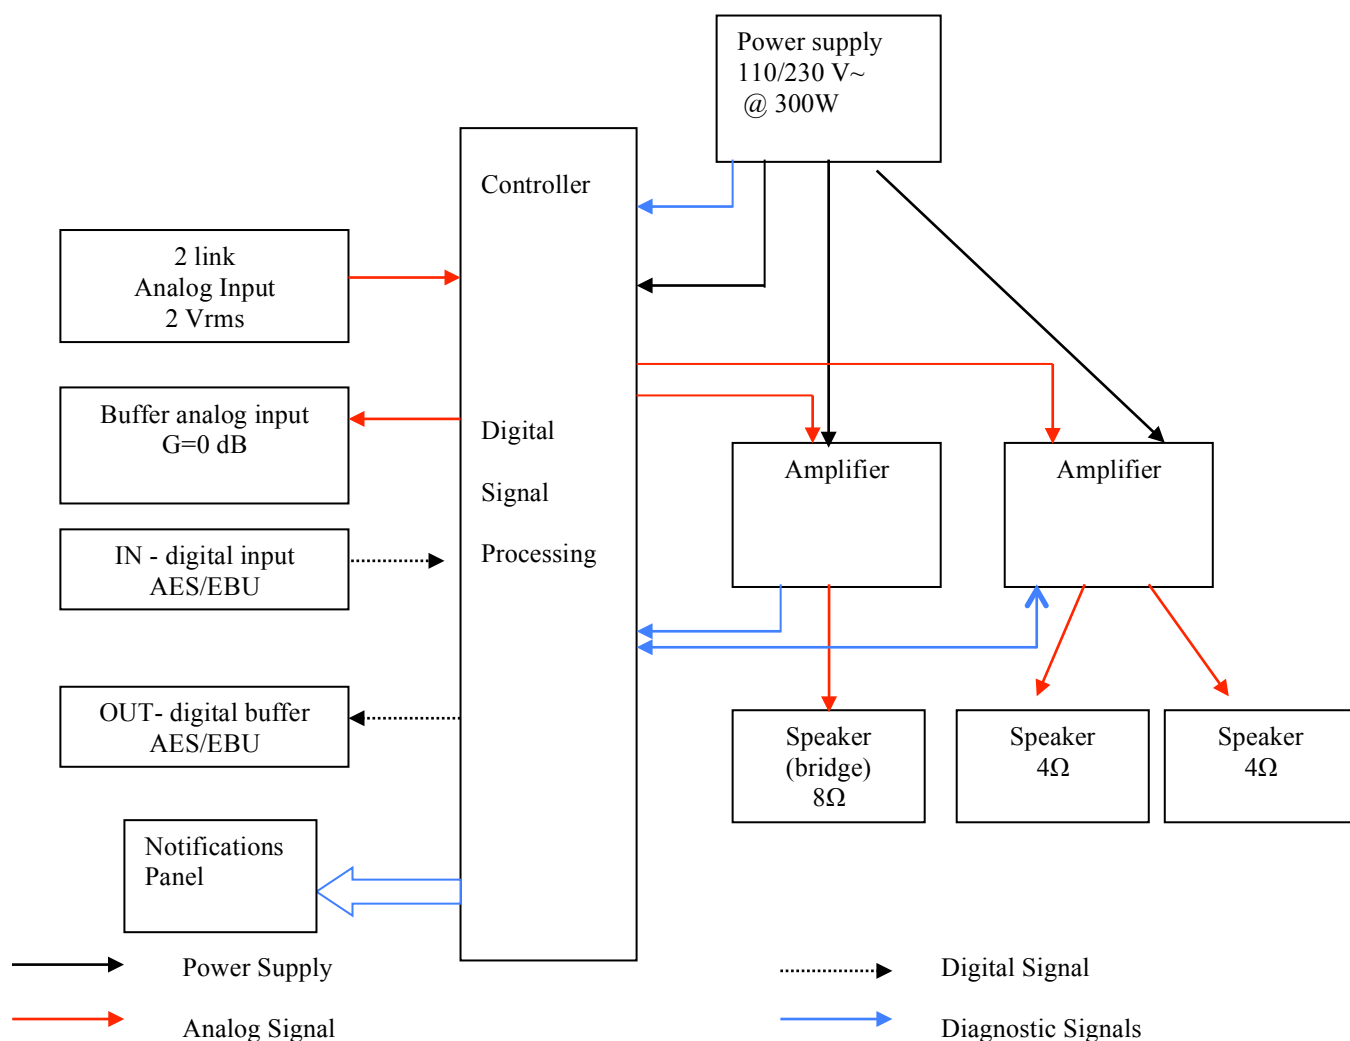 Power supply
110/230 V~
@ 300W
Controller
2 link
Analog Input
2 Vrms
Buffer analog input
G=0 dB
Digital
Signal
Processing
Amplifier
Amplifier
IN - digital input
AES/EBU
OUT- digital buffer
AES/EBU
Speaker
(bridge)
8Ω
Speaker
4Ω
Speaker
4Ω
Notifications
Panel
Power Supply
Digital Signal
Analog Signal
Diagnostic Signals